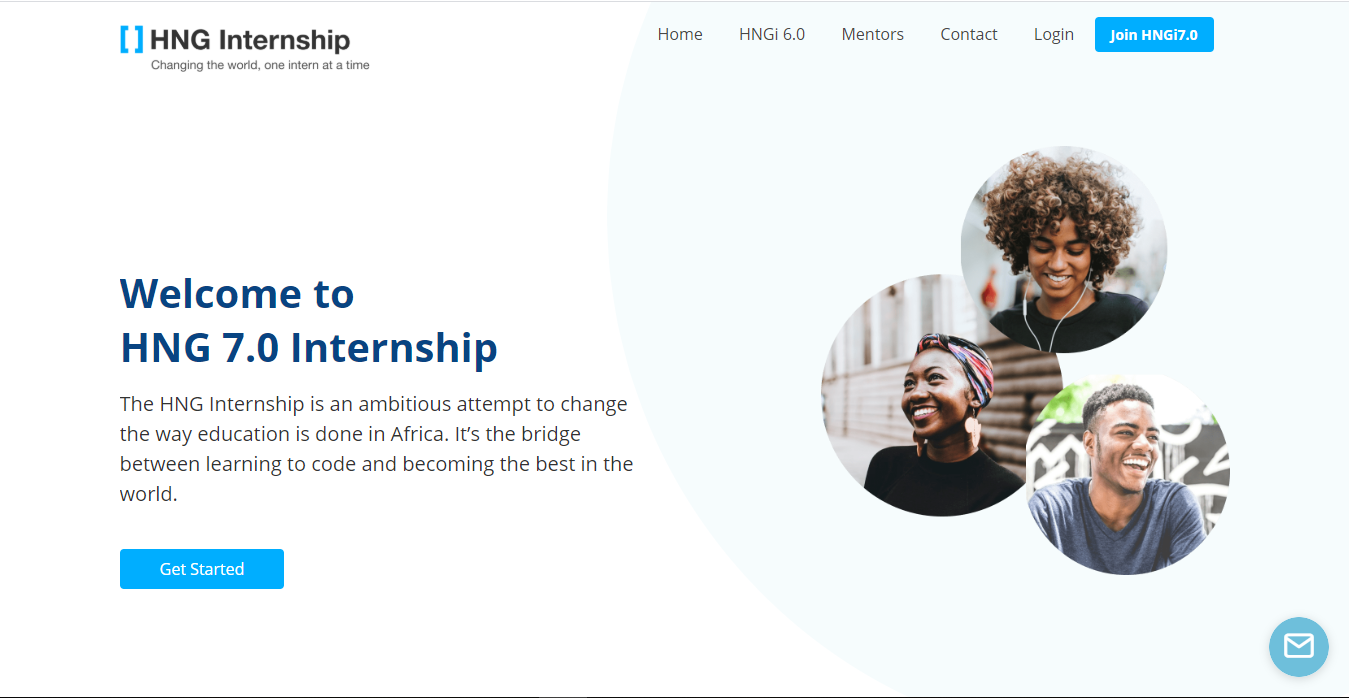 [ ] HNG Internship
Changing the world, one intern at a time
Home
HNGi 6.0
Mentors
Contact
Login
Join HNGi7.0
Welcome to
HNG 7.0 Internship
The HNG Internship is an ambitious attempt to change
the way education is done in Africa. It’s the bridge
between learning to code and becoming the best in the
world.
Get Started